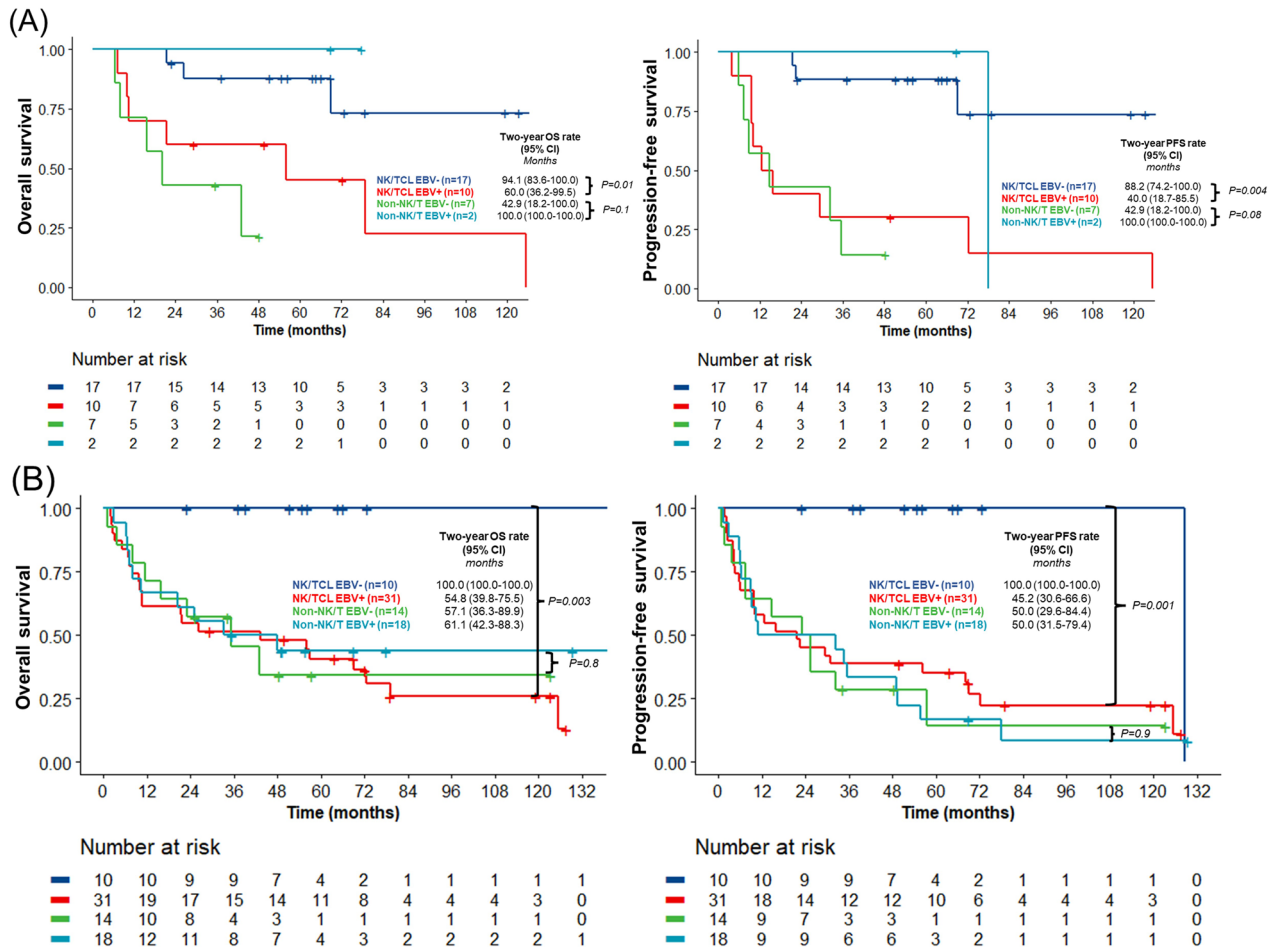 (A)
Overall survival
1.00
0.75
0.50
0.25
0.00
Two-year OS rate
(95% CI)
Months
NK/TCL EBV- (n=17) 94.1 (83.6-100.0)
NK/TCL EBV+ (n=10) 60.0 (36.2-99.5)
P=0.01
Non-NK/T EBV- (n=7) 42.9 (18.2-100.0)
Non-NK/T EBV+ (n=2) 100.0 (100.0-100.0)
P=0.1
0 12 24 36 48 60 72 84 96 108 120
Time (months)
Number at risk
17 17 15 14 13 10 5 3 3 3 2
10 7 6 5 5 3 3 1 1 1 1
7 5 3 2 1 0 0 0 0 0 0
2 2 2 2 2 2 1 0 0 0 0
Progression-free survival
1.00
0.75
0.50
0.25
0.00
Two-year PFS rate
(95% CI)
months
NK/TCL EBV- (n=17) 88.2 (74.2-100.0)
NK/TCL EBV+ (n=10) 40.0 (18.7-85.5)
P=0.004
Non-NK/T EBV- (n=7) 42.9 (18.2-100.0)
Non-NK/T EBV+ (n=2) 100.0 (100.0-100.0)
P=0.08
0 12 24 36 48 60 72 84 96 108 120
Time (months)
Number at risk
17 17 14 14 13 10 5 3 3 3 2
10 6 4 3 3 2 2 1 1 1 1
7 4 3 1 1 0 0 0 0 0 0
2 2 2 2 2 2 1 0 0 0 0
(B)
Overall survival
1.00
0.75
0.50
0.25
0.00
Two-year OS rate
(95% CI)
months
NK/TCL EBV- (n=10) 100.0 (100.0-100.0)
NK/TCL EBV+ (n=31) 54.8 (39.8-75.5)
Non-NK/T EBV- (n=14) 57.1 (36.3-89.9)
Non-NK/T EBV+ (n=18) 61.1 (42.3-88.3)
P=0.003
P=0.8
0 12 24 36 48 60 72 84 96 108 120 132
Time (months)
Number at risk
10 10 9 9 7 4 2 1 1 1 1 1
31 19 17 15 14 11 8 4 4 4 3 0
14 10 8 4 3 1 1 1 1 1 1 0
18 12 11 8 7 4 3 2 2 2 2 1
Progression-free survival
1.00
0.75
0.50
0.25
0.00
Two-year PFS rate
(95% CI)
months
NK/TCL EBV- (n=10) 100.0 (100.0-100.0)
NK/TCL EBV+ (n=31) 45.2 (30.6-66.6)
Non-NK/T EBV- (n=14) 50.0 (29.6-84.4)
Non-NK/T EBV+ (n=18) 50.0 (31.5-79.4)
P=0.001
P=0.9
0 12 24 36 48 60 72 84 96 108 120 132
Time (months)
Number at risk
10 10 9 9 7 4 2 1 1 1 1 0
31 18 14 12 12 10 6 4 4 4 3 0
14 9 7 3 3 1 1 1 1 1 1 0
18 9 9 6 6 3 2 1 1 1 1 0